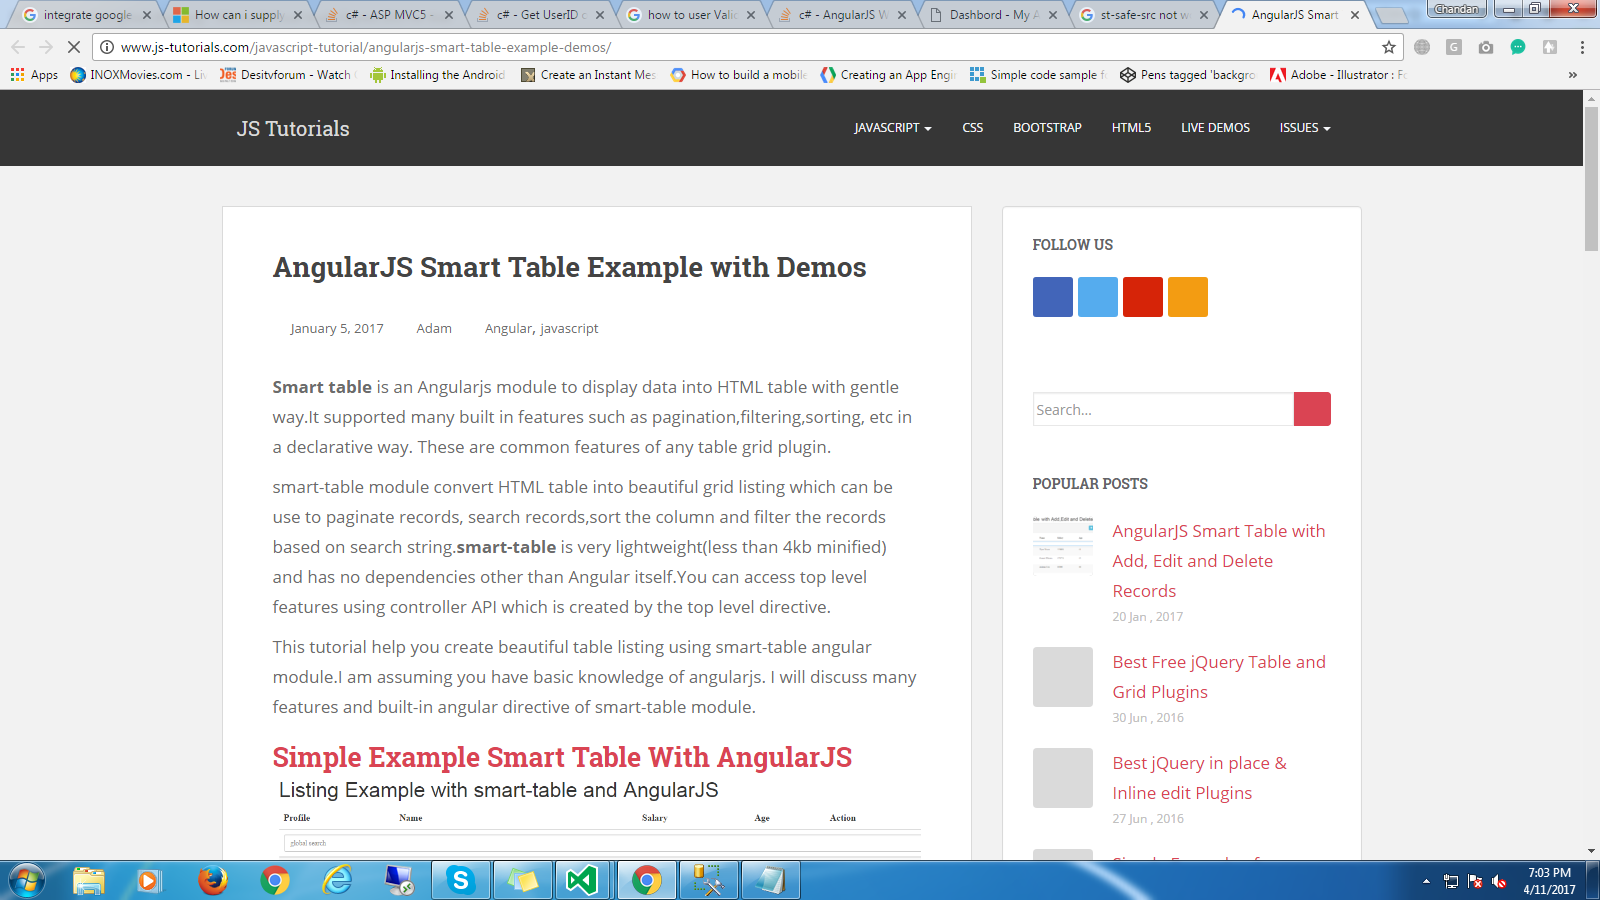 integrate google
How can i supply
c# - ASP MVC5 -
c# - Get UserID
how to user Valid
c# - AngularJS W
Dashbord - My A
st-safe-src not w
AngularJS Smart
Chandan
www.js-tutorials.com/javascript-tutorial/angularjs-smart-table-example-demos/
Apps
INOXMovies.com - Liv
Desitvforum - Watch
Installing the Android
Create an Instant Mes
How to build a mobile
Creating an App Engi
Simple code sample f
Pens tagged 'backgro
Adobe - Illustrator : Fo
JS Tutorials
JAVASCRIPT
CSS
BOOTSTRAP
HTML5
LIVE DEMOS
ISSUES
AngularJS Smart Table Example with Demos
January 5, 2017 Adam Angular, javascript
Smart table is an Angularjs module to display data into HTML table with gentle
way.It supported many built in features such as pagination,filtering,sorting, etc in
a declarative way. These are common features of any table grid plugin.
smart-table module convert HTML table into beautiful grid listing which can be
use to paginate records, search records,sort the column and filter the records
based on search string.smart-table is very lightweight(less than 4kb minified)
and has no dependencies other than Angular itself.You can access top level
features using controller API which is created by the top level directive.
This tutorial help you create beautiful table listing using smart-table angular
module.I am assuming you have basic knowledge of angularjs. I will discuss many
features and built-in angular directive of smart-table module.
Simple Example Smart Table With AngularJS
Listing Example with smart-table and AngularJS
Profile Name Salary Age Action
global search
FOLLOW US
Search...
POPULAR POSTS
AngularJS Smart Table with
Add, Edit and Delete
Records
20 Jan , 2017
Best Free jQuery Table and
Grid Plugins
30 Jun , 2016
Best jQuery in place &
Inline edit Plugins
27 Jun , 2016
7:03 PM
4/11/2017